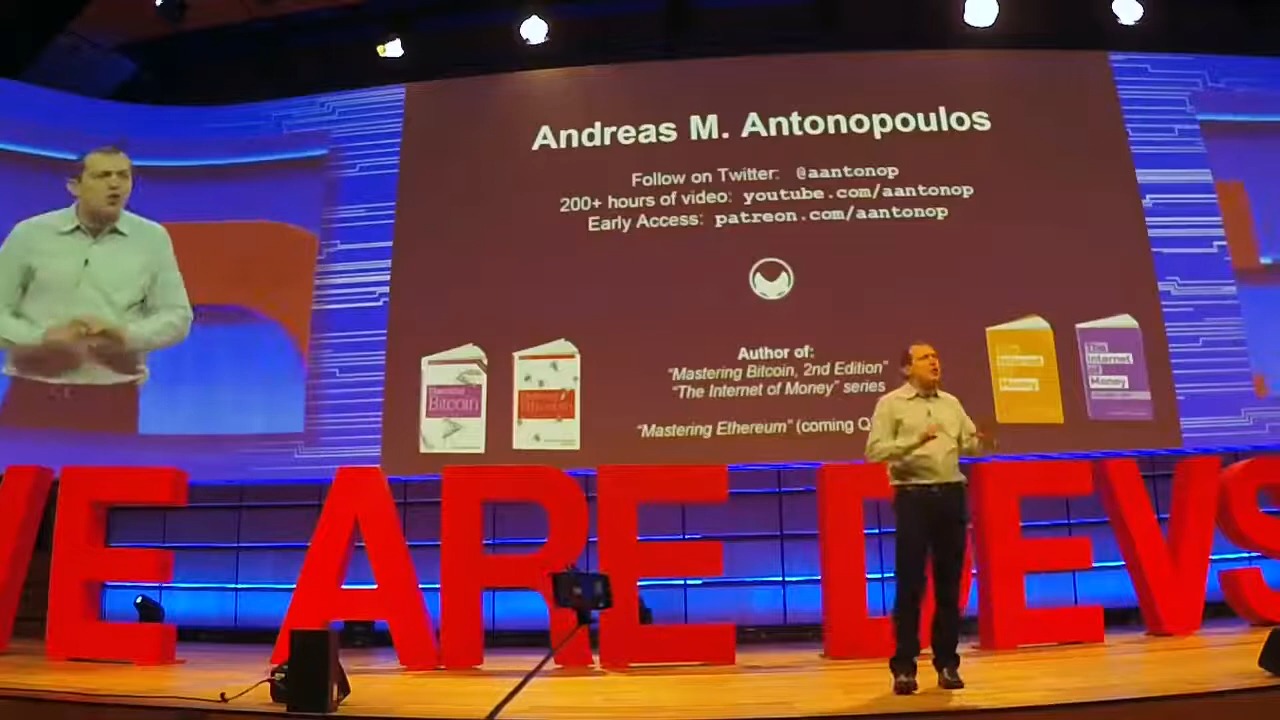 Andreas M. Antonopoulos
Follow on Twitter: @aantonop
200+ hours of video: youtube.com/aantonop
Early Access: patreon.com/aantonop
Author of:
"Mastering Bitcoin, 2nd Edition"
"The Internet of Money" series
"Mastering Ethereum" (coming Q
Bitcoin
Internet
Money
The
Internet
of
Money
WE ARE DEVS